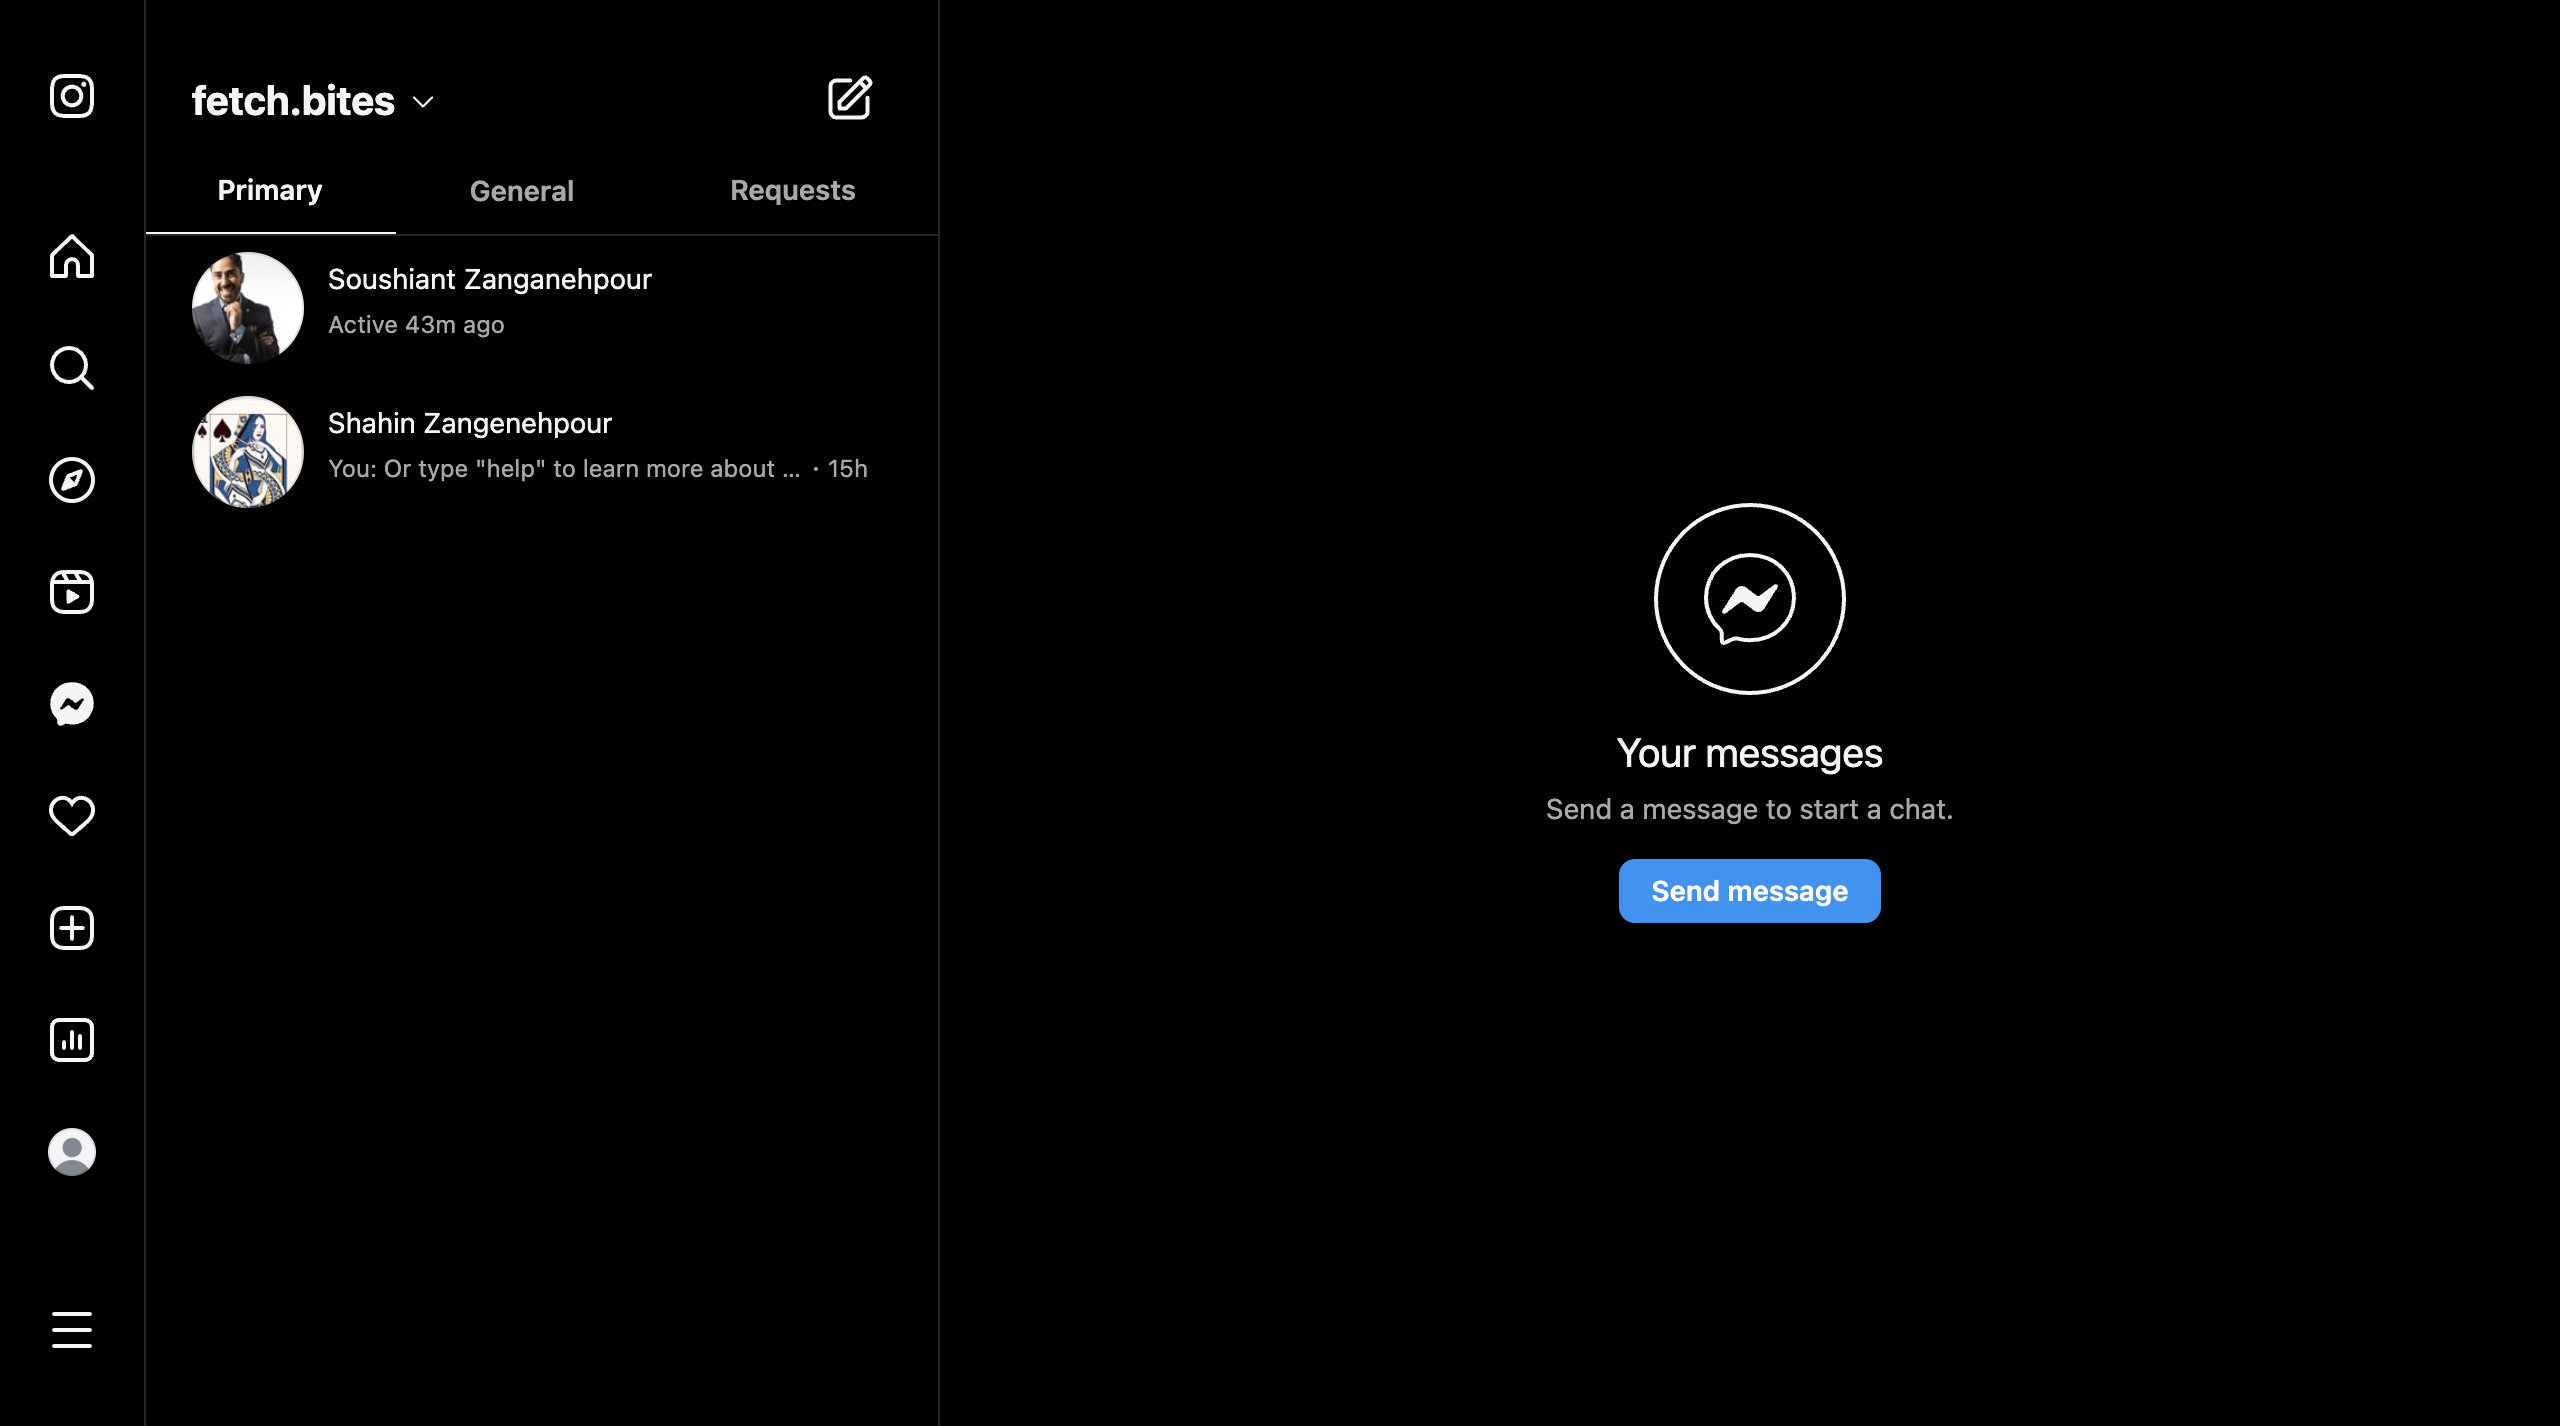 fetch.bites
Primary
General
Requests
Soushiant Zanganehpour
Active 43m ago
Shahin Zangenehpour
You: Or type "help" to learn more about ... · 15h
Your messages
Send a message to start a chat.
Send message